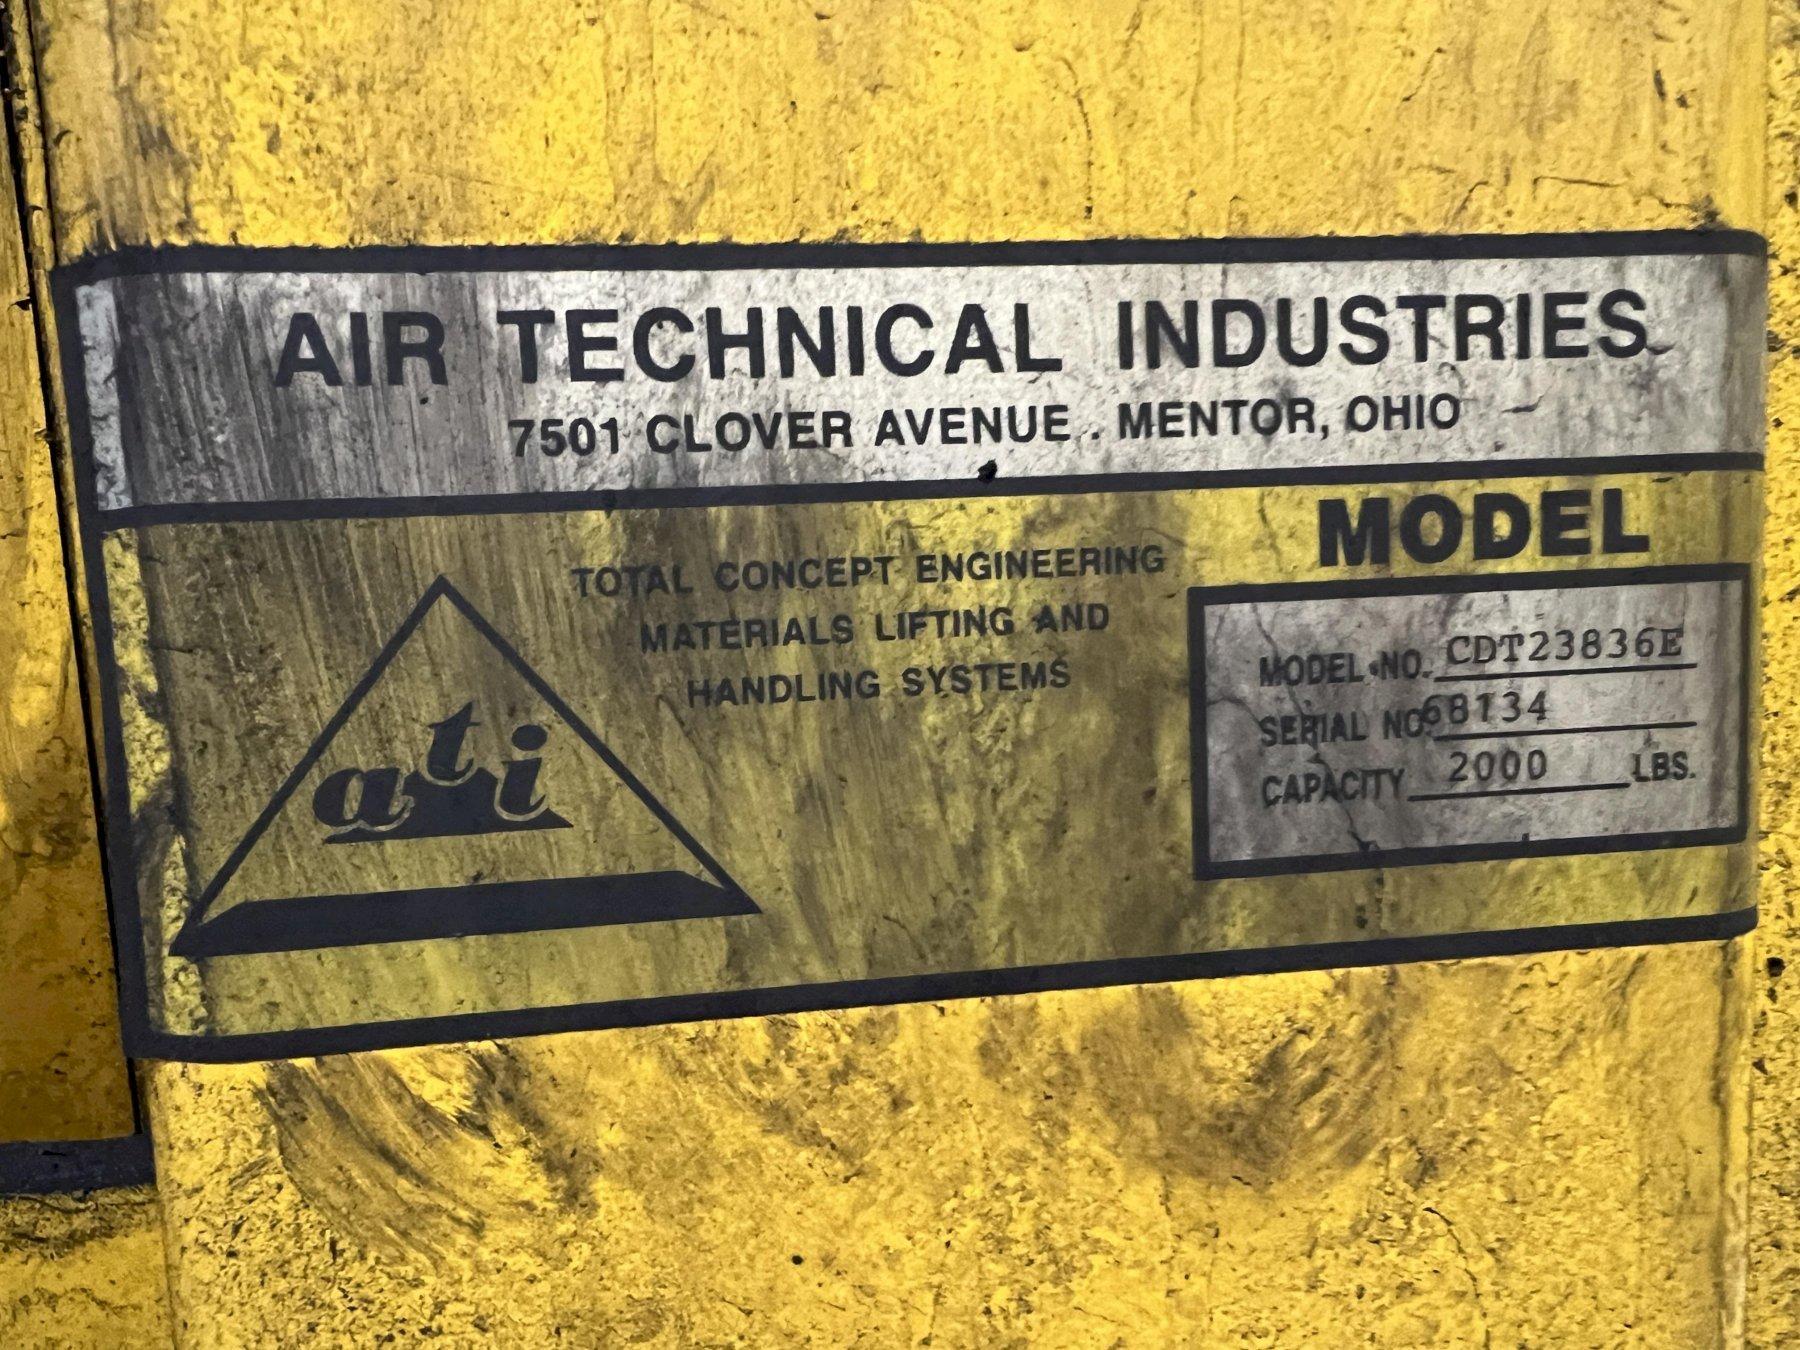 AIR TECHNICAL INDUSTRIES
7501 CLOVER AVENUE . MENTOR, OHIO
TOTAL CONCEPT ENGINEERING
MATERIALS LIFTING AND
HANDLING SYSTEMS
ati
MODEL
MODEL NO. CDT23836E
SERIAL NO. 68134
CAPACITY 2000 LBS.